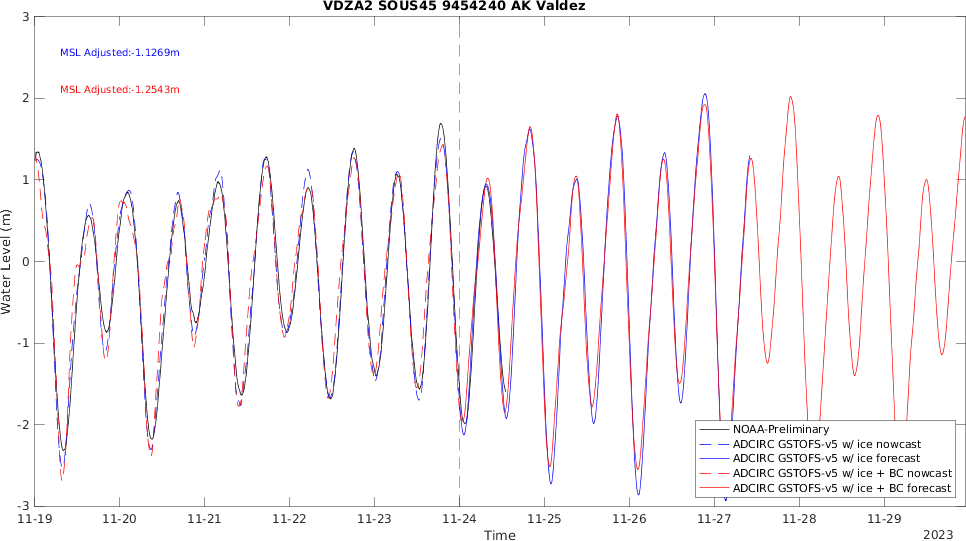 VDZA2 SOUS45 9454240 AK Valdez
MSL Adjusted:-1.1269m
MSL Adjusted:-1.2543m
Water Level (m)
3
2
1
0
-1
-2
-3
11-19
11-20
11-21
11-22
11-23
11-24
11-25
11-26
11-27
11-28
11-29
Time
2023
NOAA-Preliminary
ADCIRC GSTOFS-v5 w/ ice nowcast
ADCIRC GSTOFS-v5 w/ ice forecast
ADCIRC GSTOFS-v5 w/ ice + BC nowcast
ADCIRC GSTOFS-v5 w/ ice + BC forecast